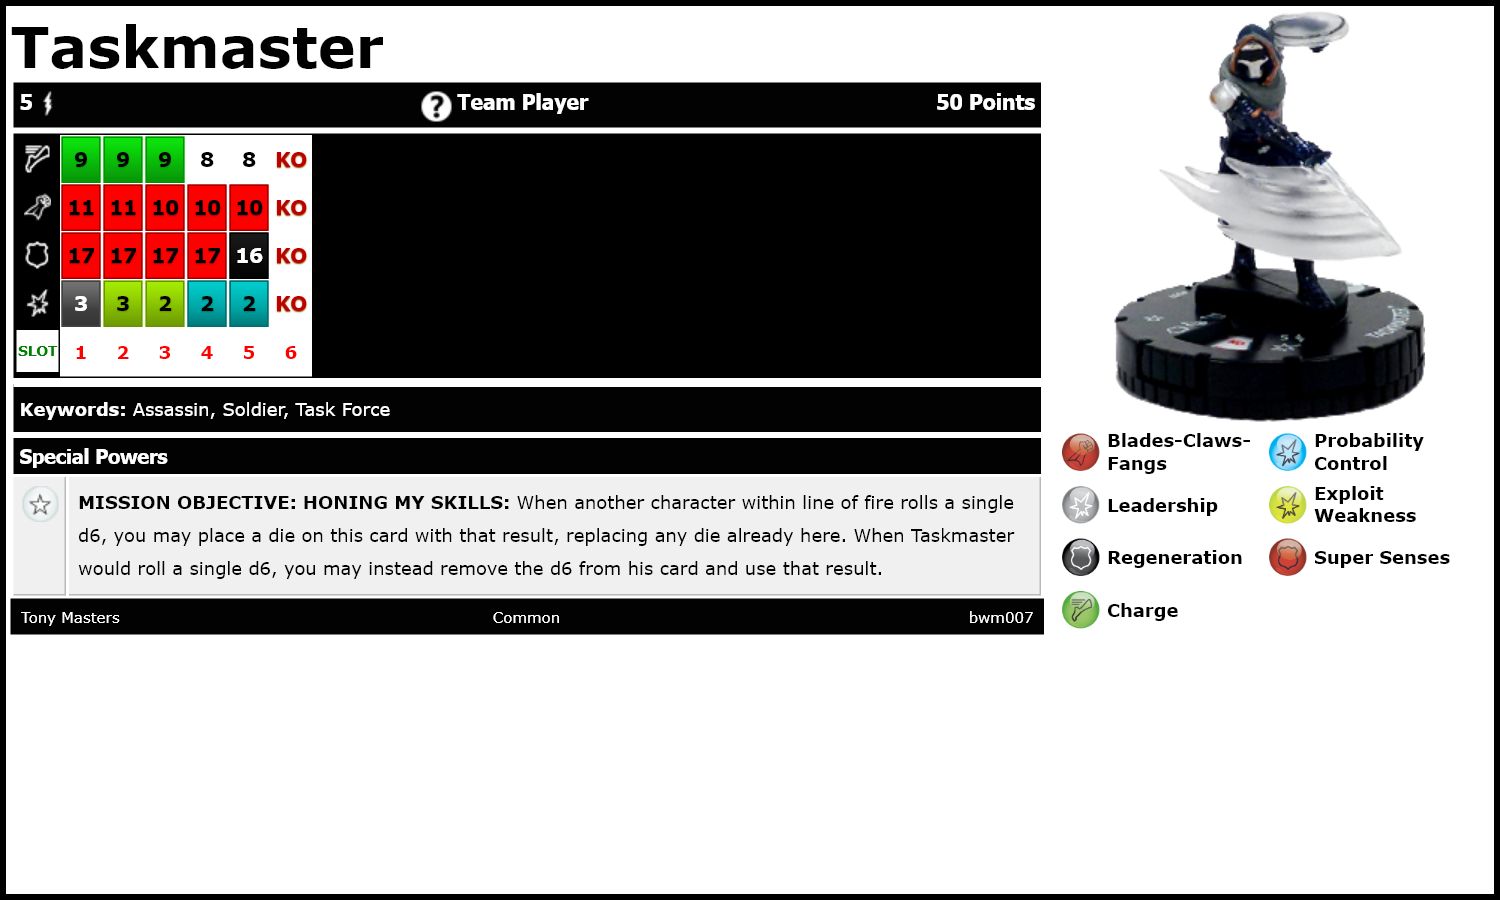 Taskmaster
5 ? Team Player 50 Points
9 9 9 8 8 KO
11 11 10 10 10 KO
17 17 17 17 16 KO
3 3 2 2 2 KO
SLOT 1 2 3 4 5 6
Keywords: Assassin, Soldier, Task Force
Special Powers
MISSION OBJECTIVE: HONING MY SKILLS: When another character within line of fire rolls a single
d6, you may place a die on this card with that result, replacing any die already here. When Taskmaster
would roll a single d6, you may instead remove the d6 from his card and use that result.
Tony Masters Common bwm007
TASKMASTER
Blades-Claws-
Fangs
Probability
Control
Leadership
Exploit
Weakness
Regeneration
Super Senses
Charge